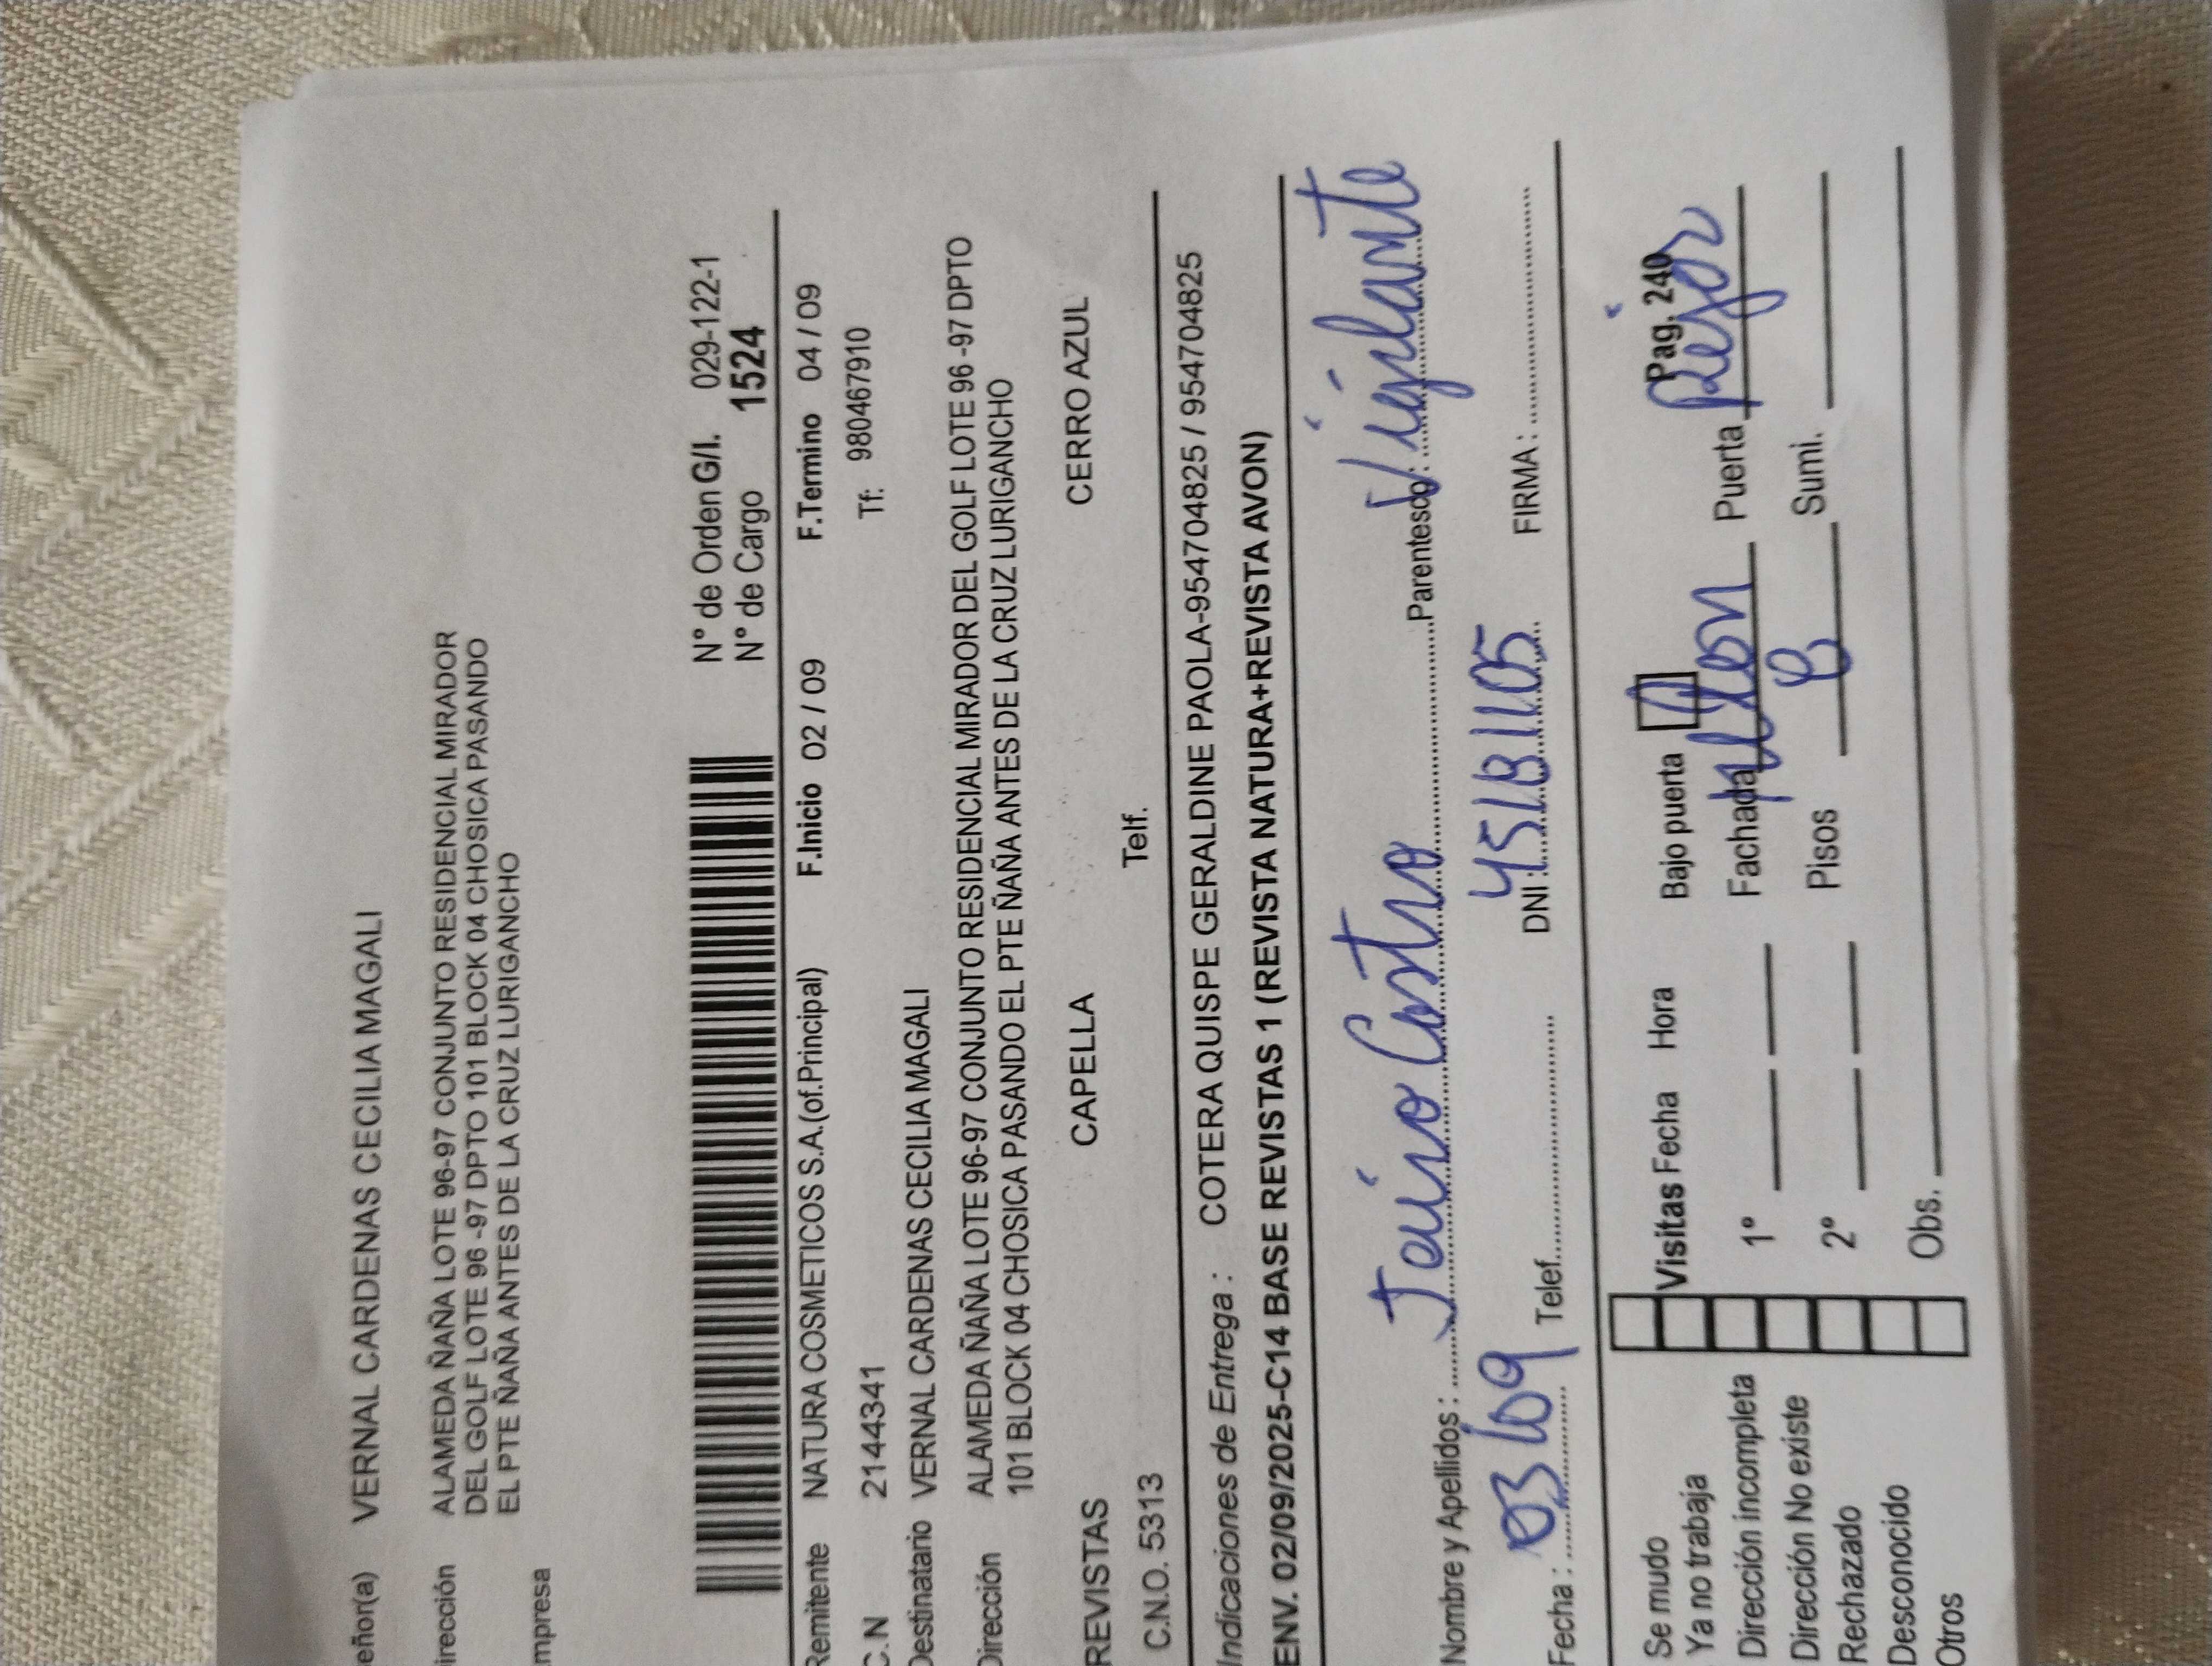 eñor(a) VERNAL CARDENAS CECILIA MAGALI
irección ALAMEDA ÑAÑA LOTE 96-97 CONJUNTO RESIDENCIAL MIRADOR
DEL GOLF LOTE 96 -97 DPTO 101 BLOCK 04 CHOSICA PASANDO
EL PTE ÑAÑA ANTES DE LA CRUZ LURIGANCHO
mpresa
N° de Orden G/I. 029-122-1
N° de Cargo 1524
Remitente NATURA COSMETICOS S.A.(of.Principal) F.Inicio 02 / 09 F.Termino 04 / 09
C.N 2144341 Tf: 980467910
Destinatario VERNAL CARDENAS CECILIA MAGALI
Dirección ALAMEDA ÑAÑA LOTE 96-97 CONJUNTO RESIDENCIAL MIRADOR DEL GOLF LOTE 96 -97 DPTO
101 BLOCK 04 CHOSICA PASANDO EL PTE ÑAÑA ANTES DE LA CRUZ LURIGANCHO
REVISTAS CAPELLA CERRO AZUL
C.N.O. 5313 Telf.
Indicaciones de Entrega : COTERA QUISPE GERALDINE PAOLA-954704825 / 954704825 / 954704825
ENV. 02/09/2025-C14 BASE REVISTAS 1 (REVISTA NATURA+REVISTA AVON)
Nombre y Apellidos : Jairo Castro Parentesco : Vigilante
Fecha : 03/09 Telef. DNI : FIRMA :
Pag. 240
Se mudo Visitas Fecha Hora Bajo puerta
Ya no trabaja
Dirección incompleta 1° Fachada Puerta Rejas
Dirección No existe
Rechazado 2° Pisos Sumi.
Desconocido
Otros Obs.